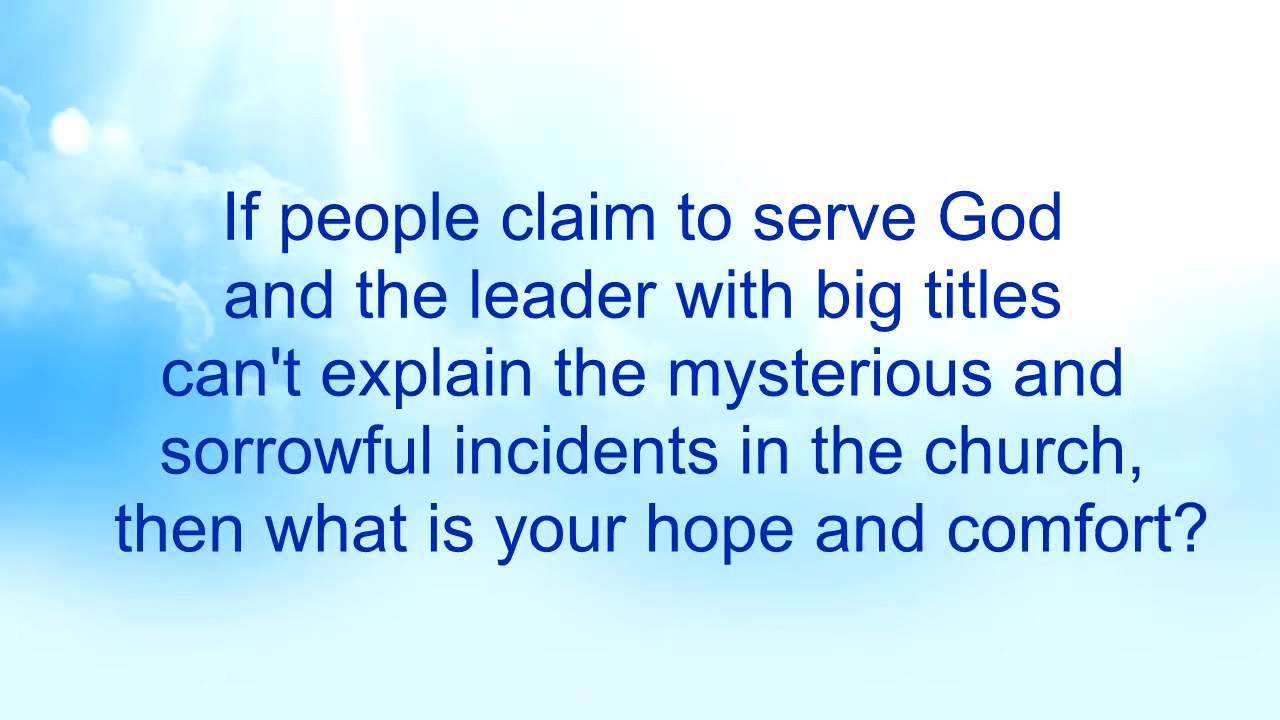 If people claim to serve God
and the leader with big titles
can't explain the mysterious and
sorrowful incidents in the church,
then what is your hope and comfort?